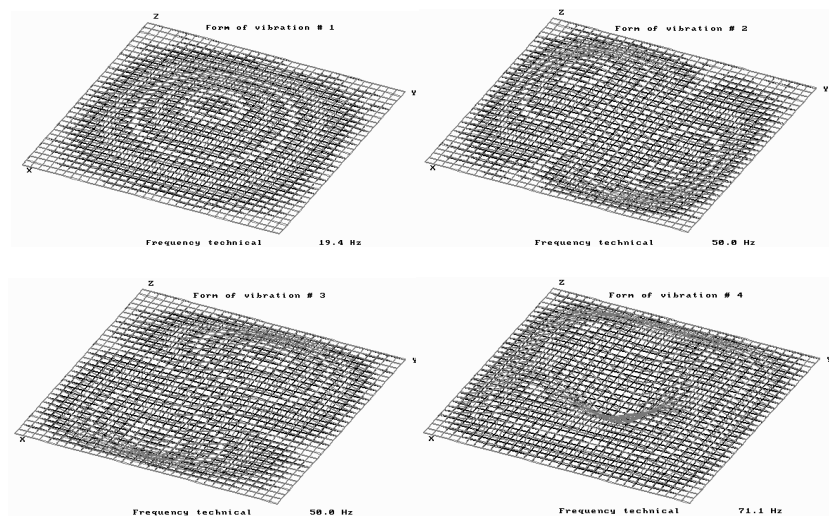 Z
Form of vibration # 1
Y
X
Frequency technical 19.4 Hz
Z
Form of vibration # 2
Y
X
Frequency technical 50.0 Hz
Z
Form of vibration # 3
X
Frequency technical 50.0 Hz
Z
Form of vibration # 4
X
Frequency technical 71.1 Hz